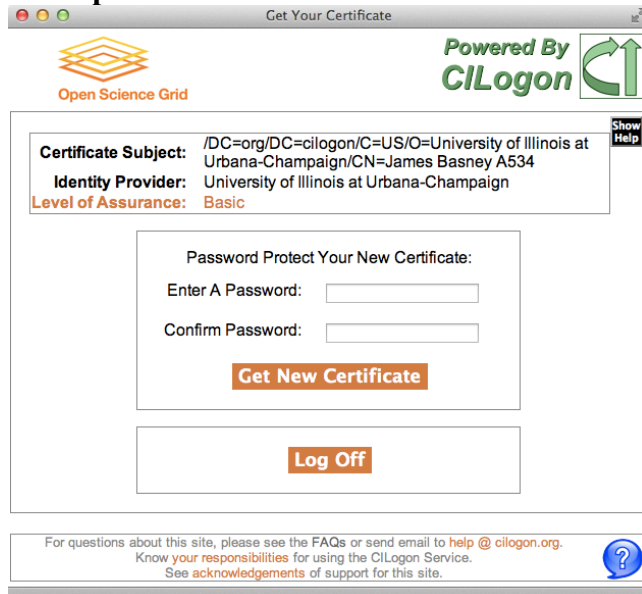 Get Your Certificate
Open Science Grid
Powered By
CILogon
Show
Help
Certificate Subject: /DC=org/DC=cilogon/C=US/O=University of Illinois at
Urbana-Champaign/CN=James Basney A534
Identity Provider: University of Illinois at Urbana-Champaign
Level of Assurance: Basic
Password Protect Your New Certificate:
Enter A Password:
Confirm Password:
Get New Certificate
Log Off
For questions about this site, please see the FAQs or send email to help @ cilogon.org.
Know your responsibilities for using the CILogon Service.
See acknowledgements of support for this site.
?